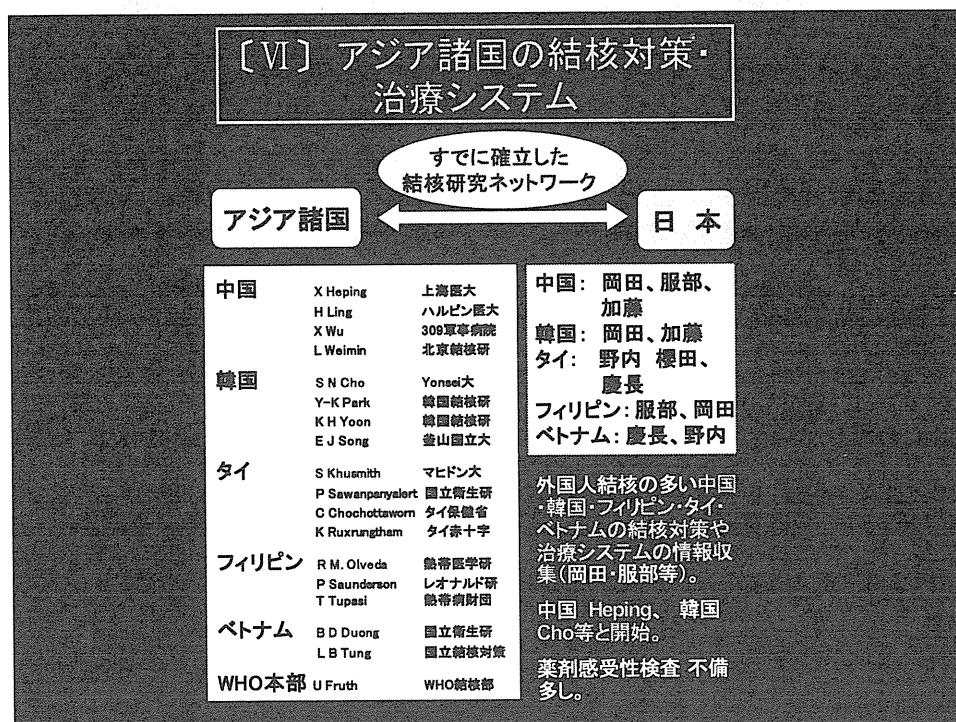 〔Ⅵ〕アジア諸国の結核対策・
治療システム
すでに確立した
結核研究ネットワーク
アジア諸国
日 本
中国 X Heping 上海医大
H Ling ハルビン医大
X Wu 309軍事病院
L Weimin 北京結核研
韓国 S N Cho Yonsei大
Y-K Park 韓国結核研
K H Yoon 韓国結核研
E J Song 釜山国立大
タイ S Khusmith マヒドン大
P Sawanpanyalert 国立衛生研
C Chochottaworn タイ保健省
K Ruxrungtham タイ赤十字
フィリピン R M. Olveda 熱帯医学研
P Saunderson レオナルド研
T Tupasi 熱帯病財団
ベトナム B D Duong 国立衛生研
L B Tung 国立結核対策
WHO本部 U Fruth WHO結核部
中国: 岡田、服部、
加藤
韓国: 岡田、加藤
タイ: 野内 櫻田、
慶長
フィリピン:服部、岡田
ベトナム:慶長、野内
外国人結核の多い中国
・韓国・フィリピン・タイ・
ベトナムの結核対策や
治療システムの情報収
集(岡田・服部等)。
中国 Heping、 韓国
Cho等と開始。
薬剤感受性検査 不備
多し。